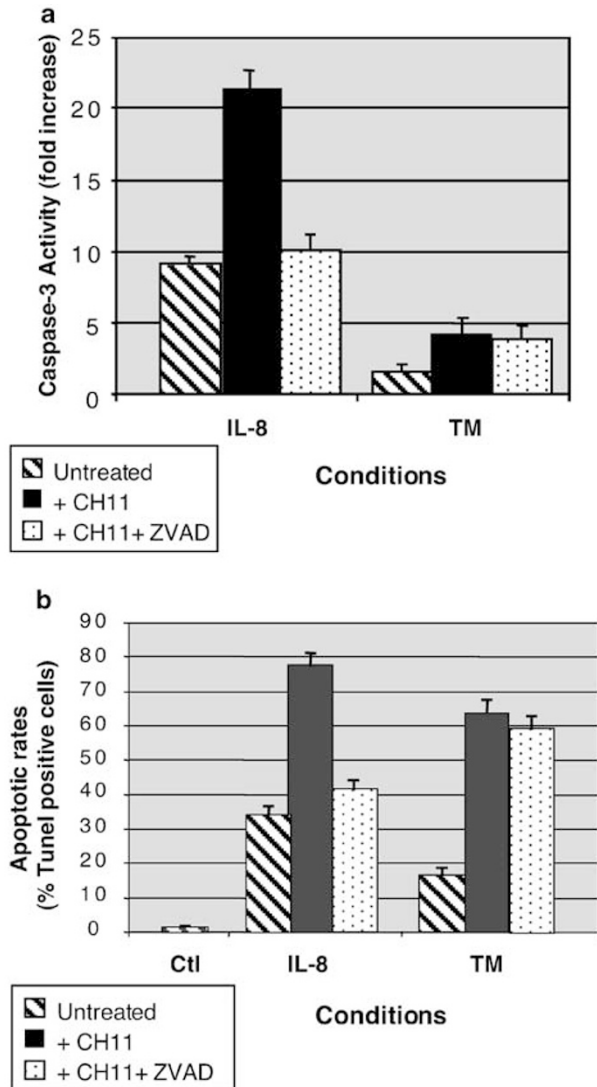 a
Caspase-3 Activity (fold increase)
25
20
15
10
5
0
IL-8 TM
Conditions
Untreated
+ CH11
+ CH11+ ZVAD
b
Apoptotic rates
(% Tunel positive cells)
90
80
70
60
50
40
30
20
10
0
Ctl IL-8 TM
Conditions
Untreated
+ CH11
+ CH11+ZVAD